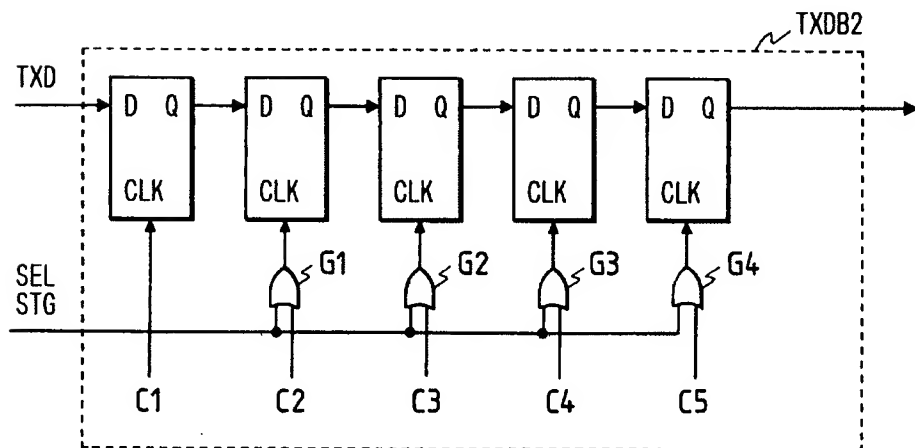 TXDB2
TXD
D Q D Q D Q D Q D Q
CLK CLK CLK CLK CLK
G1 G2 G3 G4
SEL
STG
C1 C2 C3 C4 C5